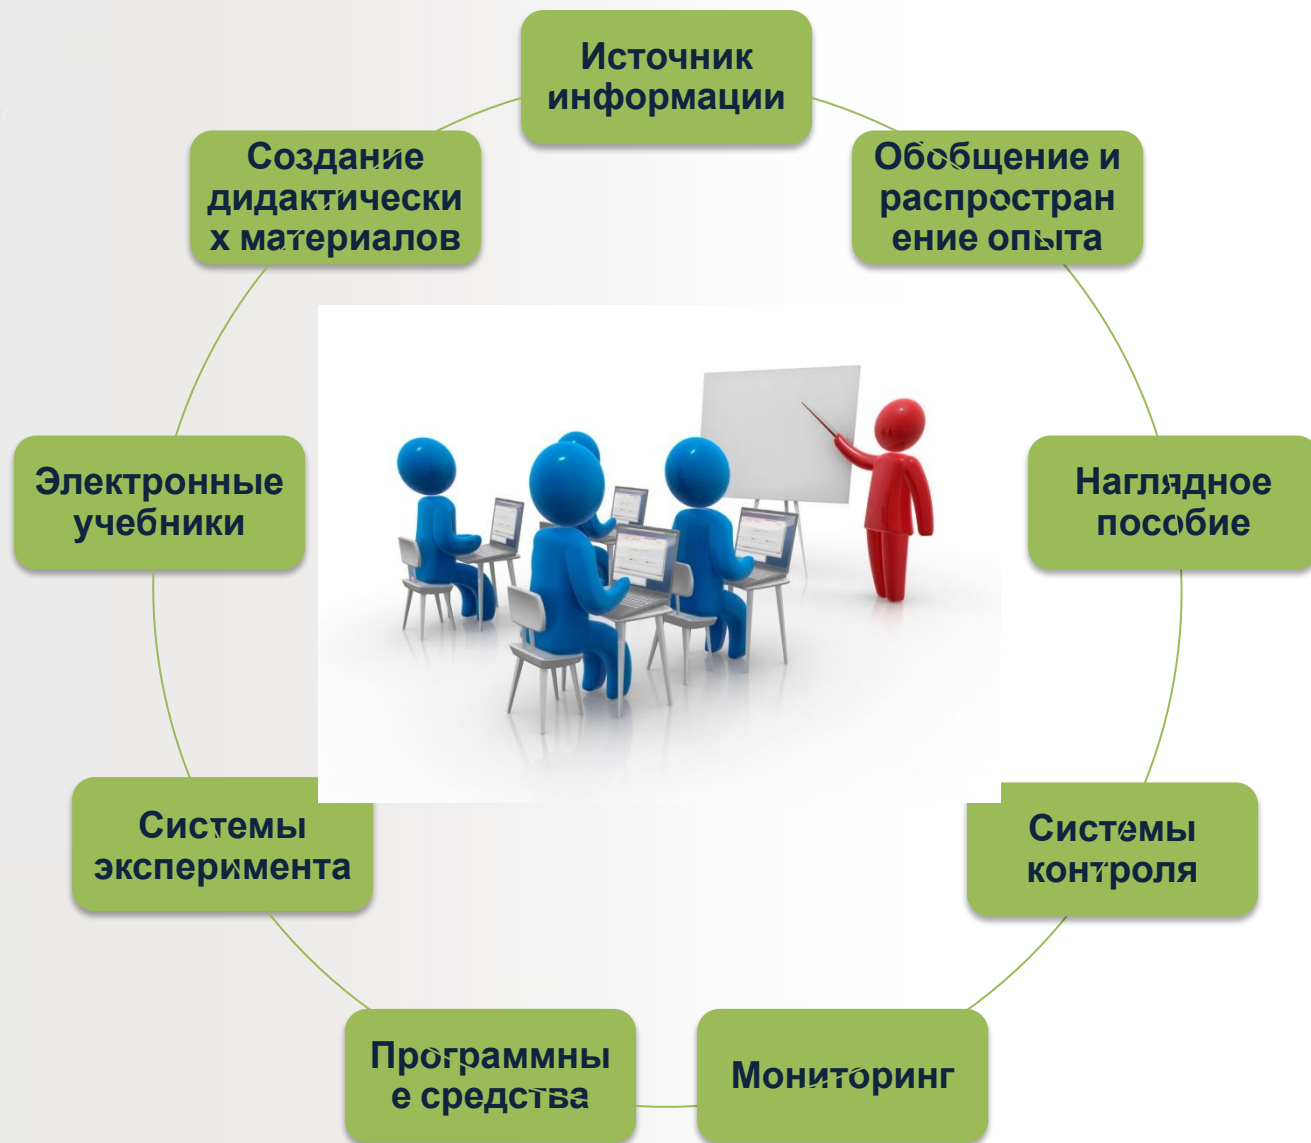 Источник
информации
Обобщение и
распростран
ение опыта
Наглядное
пособие
Системы
контроля
Мониторинг
Программны
е средства
Системы
эксперимента
Электронные
учебники
Создание
дидактически
х материалов